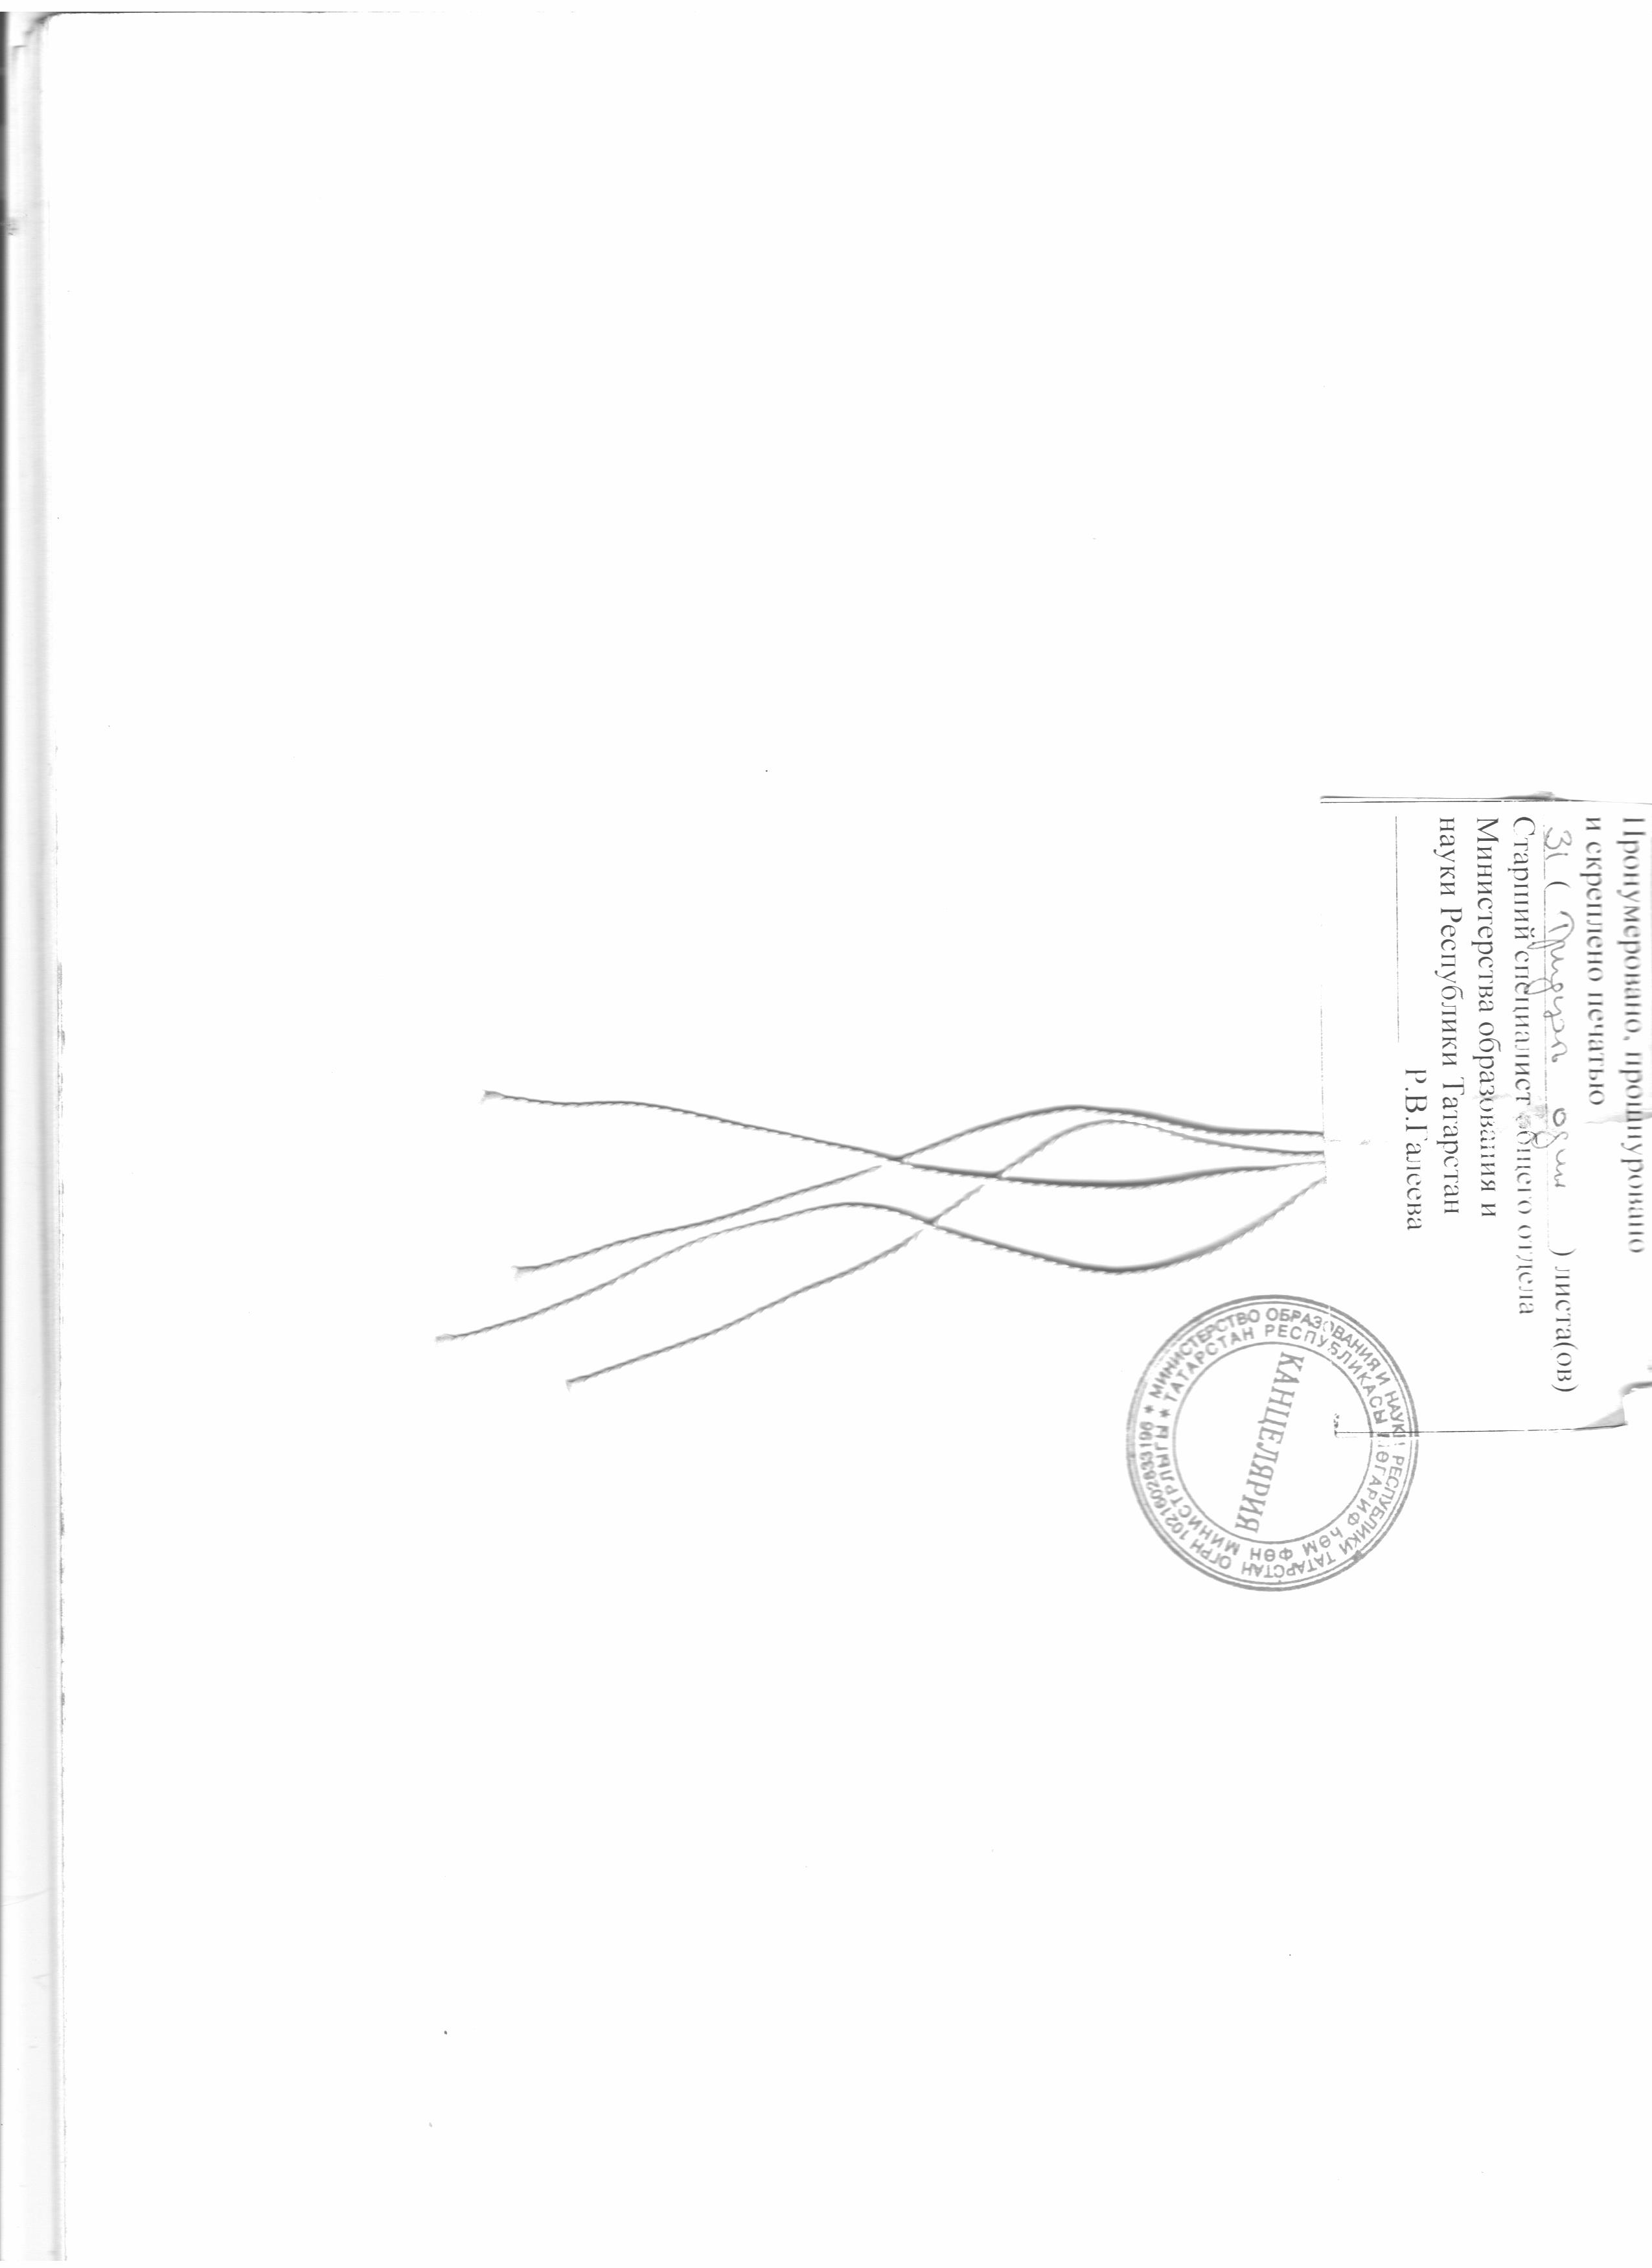 Пронумеровано, прошнуровано
и скреплено печатью
31 ( Тридцать один ) листа(ов)
Старший специалист общего отдела
Министерства образования и
науки Республики Татарстан
Р.В.Галеева
★ МИНИСТЕРСТВО ОБРАЗОВАНИЯ И НАУКИ РЕСПУБЛИКИ ТАТАРСТАН ОГРН 1021602833196
★ ТАТАРСТАН РЕСПУБЛИКАСЫ МӘГАРИФ ҺӘМ ФӘН МИНИСТРЛЫГЫ
КАНЦЕЛЯРИЯ